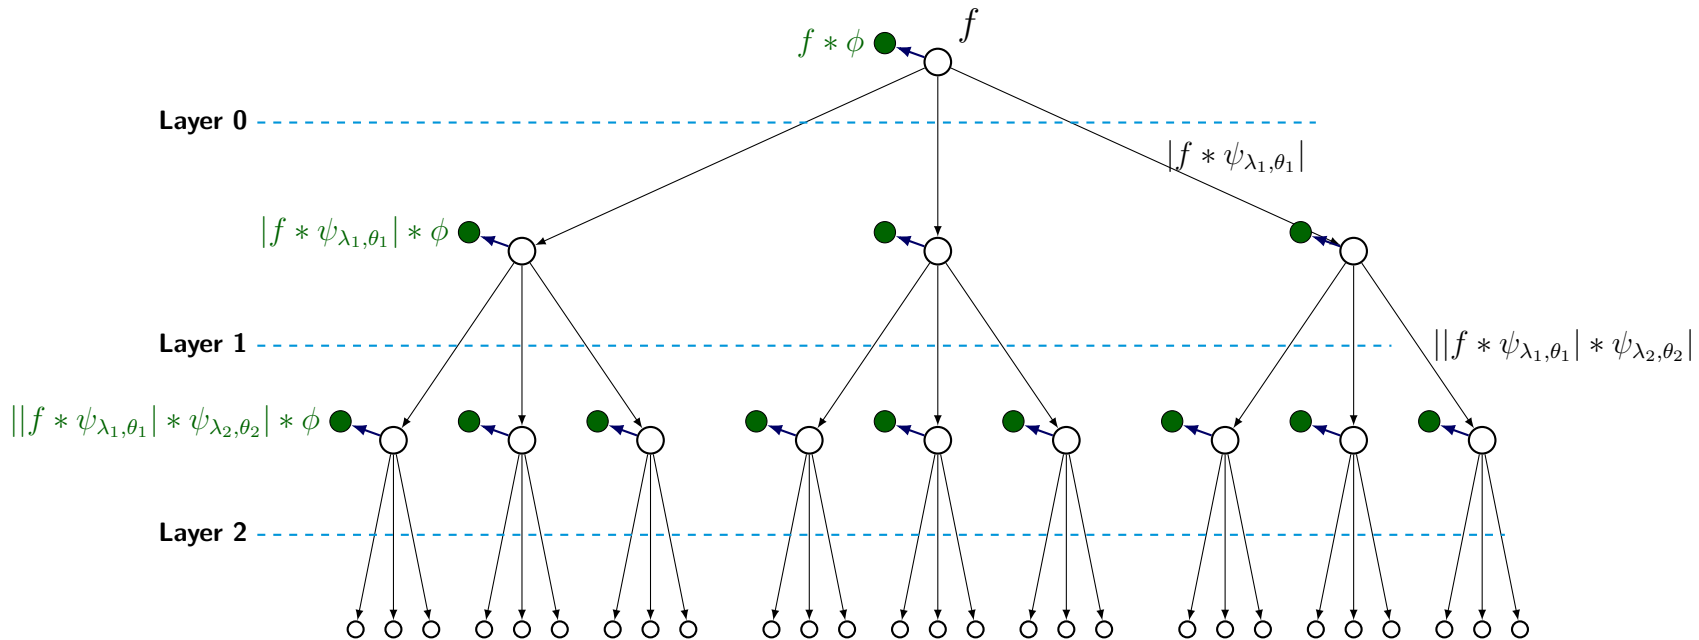 f
f ∗ ϕ
Layer 0
|f ∗ ψ_{λ₁,θ₁}|
|f ∗ ψ_{λ₁,θ₁}| ∗ ϕ
Layer 1
||f ∗ ψ_{λ₁,θ₁}| ∗ ψ_{λ₂,θ₂}|
||f ∗ ψ_{λ₁,θ₁}| ∗ ψ_{λ₂,θ₂}| ∗ ϕ
Layer 2